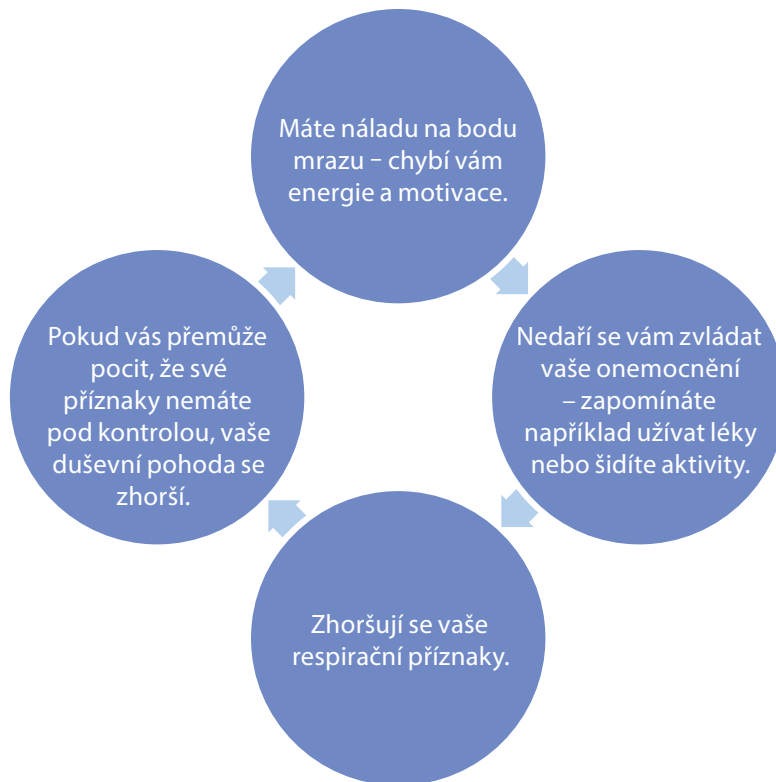 Máte náladu na bodu
mrazu – chybí vám
energie a motivace.
Nedaří se vám zvládat
vaše onemocnění
– zapomínáte
například užívat léky
nebo šidíte aktivity.
Zhoršují se vaše
respirační příznaky.
Pokud vás přemůže
pocit, že své
příznaky nemáte
pod kontrolou, vaše
duševní pohoda se
zhorší.